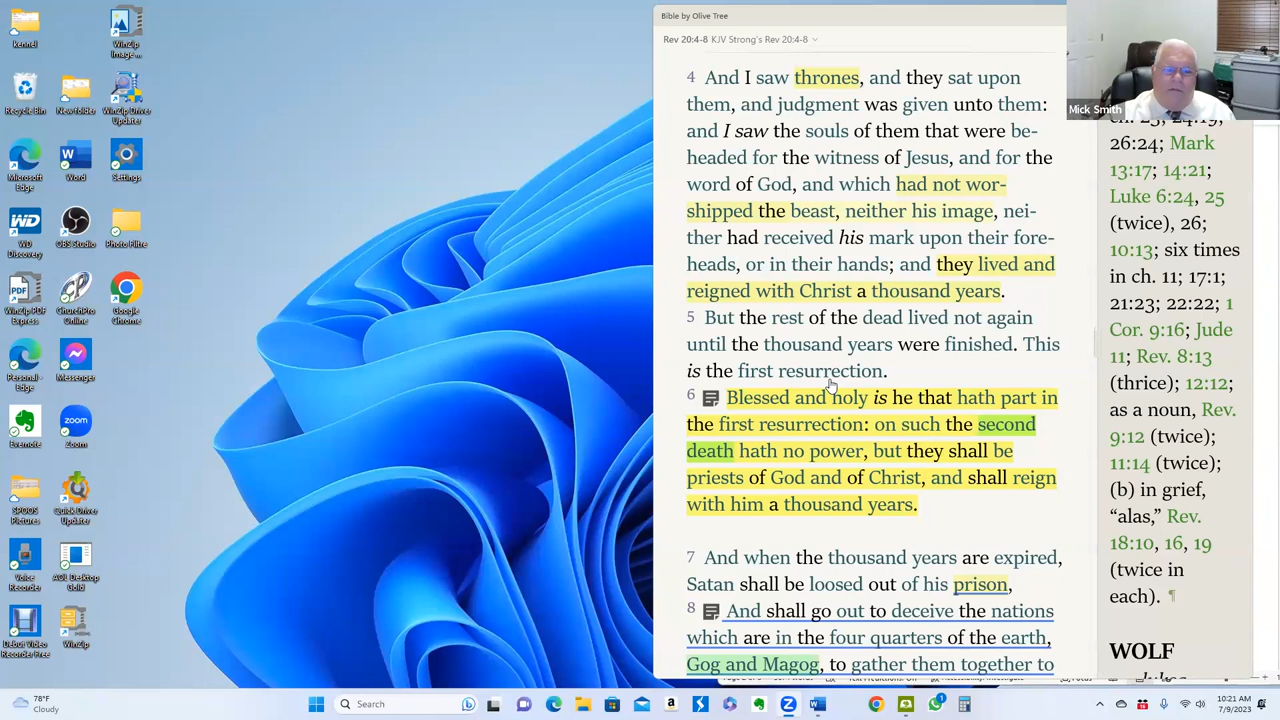 kernel
WinZip
Image ...
Recycle Bin
Newfolder
WinZip Driver
Updater
Microsoft
Edge
Word
Settings
WD
WD
Discovery
OBS Studio
Photo Filtre
WinZip PDF
Express
ChurchPro
Online
Google
Chrome
Personal -
Edge
Messenger
Evernote
zoom
Zoom
SPOOS
Pictures
Quick Driver
Updater
Voice
Recorder
AOL Desktop
Gold
Debut Video
Recorder Free
WinZip
Bible by Olive Tree
Rev 20:4-8 KJV Strong's Rev 20:4-8
4 And I saw thrones, and they sat upon
them, and judgment was given unto them:
and I saw the souls of them that were be-
headed for the witness of Jesus, and for the
word of God, and which had not wor-
shipped the beast, neither his image, nei-
ther had received his mark upon their fore-
heads, or in their hands; and they lived and
reigned with Christ a thousand years.
5 But the rest of the dead lived not again
until the thousand years were finished. This
is the first resurrection.
6 Blessed and holy is he that hath part in
the first resurrection: on such the second
death hath no power, but they shall be
priests of God and of Christ, and shall reign
with him a thousand years.
7 And when the thousand years are expired,
Satan shall be loosed out of his prison,
8 And shall go out to deceive the nations
which are in the four quarters of the earth,
Gog and Magog, to gather them together to
Mick Smith
26:24; Mark
13:17; 14:21;
Luke 6:24, 25
(twice), 26;
10:13; six times
in ch. 11; 17:1;
21:23; 22:22; 1
Cor. 9:16; Jude
11; Rev. 8:13
(thrice); 12:12;
as a noun, Rev.
9:12 (twice);
11:14 (twice);
(b) in grief,
“alas,” Rev.
18:10, 16, 19
(twice in
each). ¶
WOLF
78°F
Cloudy
Search
10:21 AM
7/9/2023